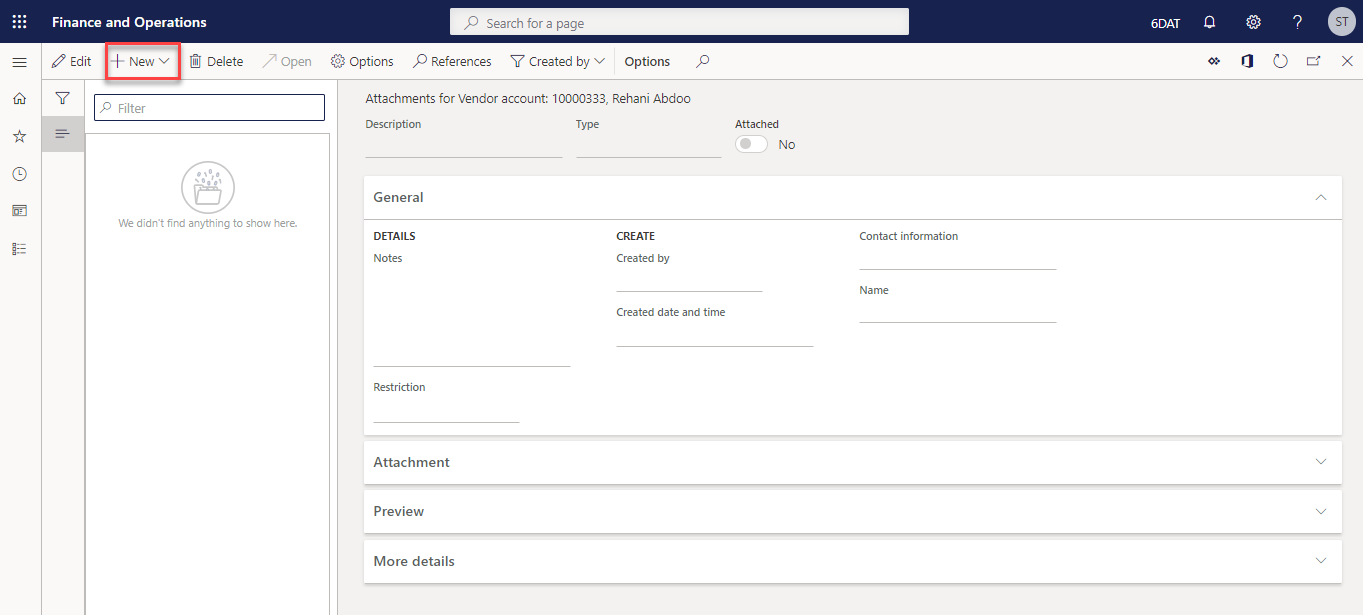 Finance and Operations
Search for a page
6DAT
?
ST
Edit
New
Delete
Open
Options
References
Created by
Options
Filter
We didn't find anything to show here.
Attachments for Vendor account: 10000333, Rehani Abdoo
Description
Type
Attached
No
General
DETAILS
CREATE
Contact information
Notes
Created by
Name
Created date and time
Restriction
Attachment
Preview
More details